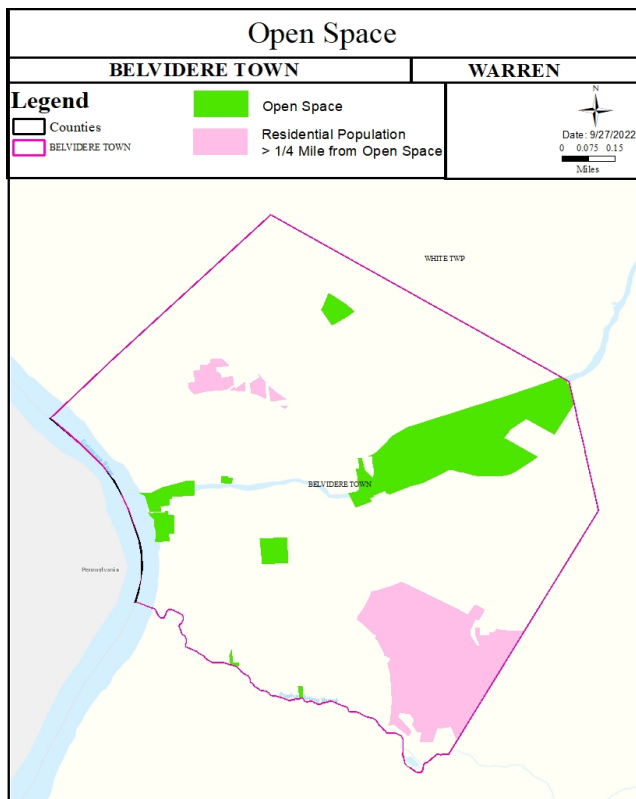 Open Space
BELVIDERE TOWN
WARREN
Legend
Counties
BELVIDERE TOWN
Open Space
Residential Population
> 1/4 Mile from Open Space
N
Date: 9/27/2022
0 0.075 0.15
Miles
WHITE TWP
BELVIDERE TOWN
Pennsylvania